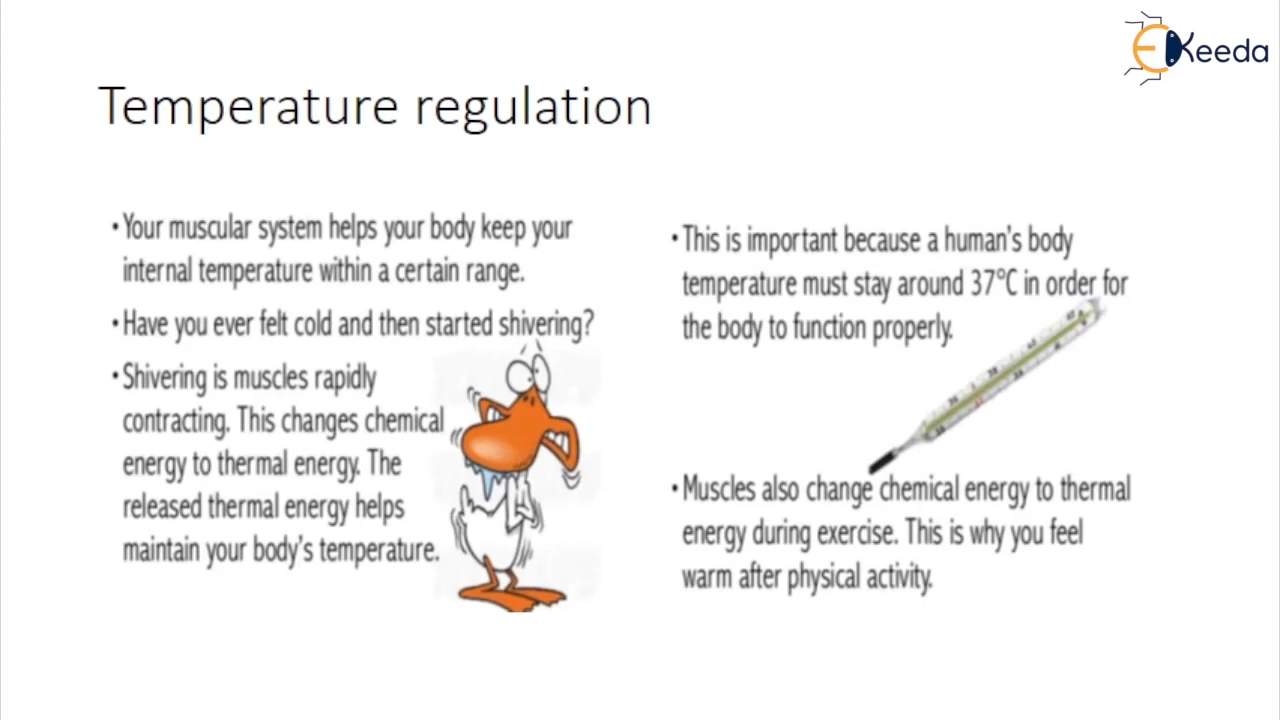 EKeeda
Temperature regulation
•Your muscular system helps your body keep your
internal temperature within a certain range.
•Have you ever felt cold and then started shivering?
•Shivering is muscles rapidly
contracting. This changes chemical
energy to thermal energy. The
released thermal energy helps
maintain your body's temperature.
•This is important because a human's body
temperature must stay around 37°C in order for
the body to function properly.
•Muscles also change chemical energy to thermal
energy during exercise. This is why you feel
warm after physical activity.